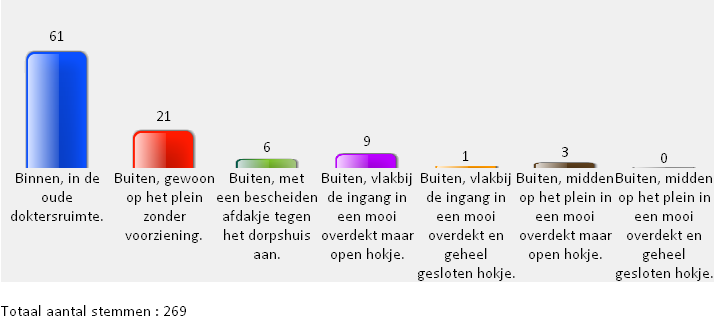 61
21
6
9
1
3
0
Binnen, in de
oude
doktersruimte.
Buiten, gewoon
op het plein
zonder
voorziening.
Buiten, met
een bescheiden
afdakje tegen
het dorpshuis
aan.
Buiten, vlakbij
de ingang in
een mooi
overdekt maar
open hokje.
Buiten, vlakbij
de ingang in
een mooi
overdekt en
geheel
gesloten hokje.
Buiten, midden
op het plein in
een mooi
overdekt maar
open hokje.
Buiten, midden
op het plein in
een mooi
overdekt en
geheel
gesloten hokje.
Totaal aantal stemmen : 269